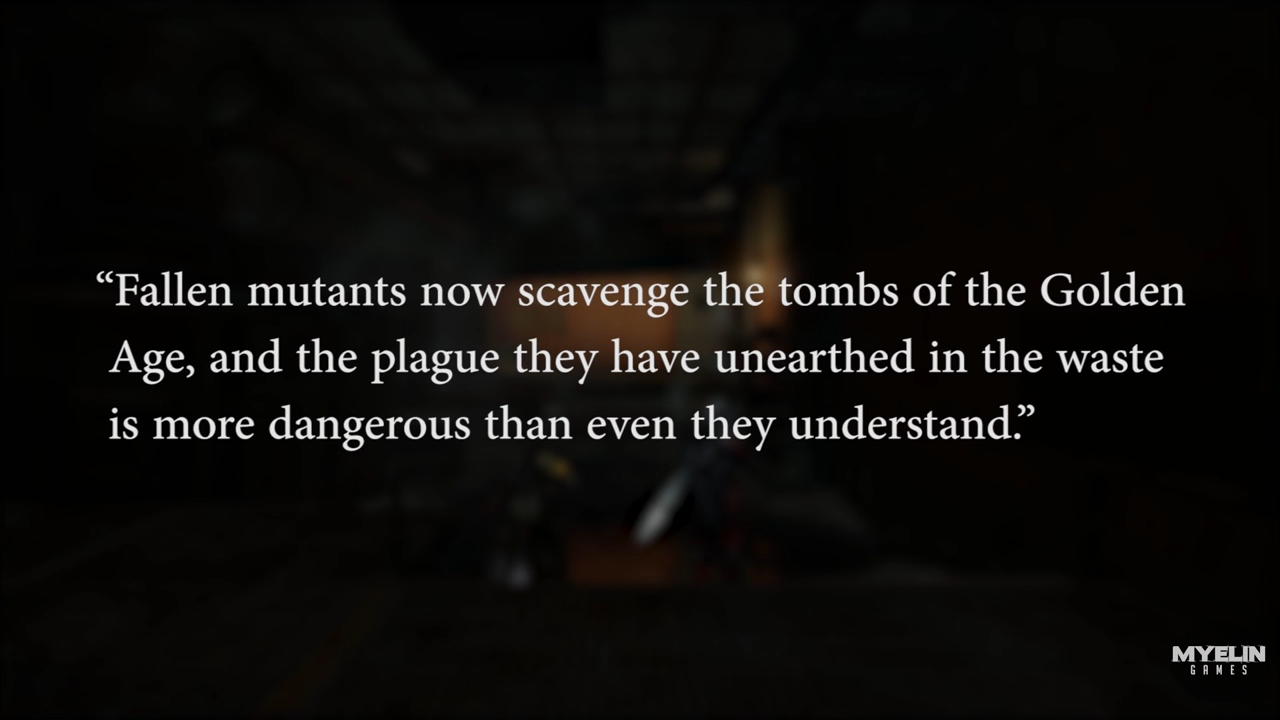 “Fallen mutants now scavenge the tombs of the Golden
Age, and the plague they have unearthed in the waste
is more dangerous than even they understand.”
MYELIN
GAMES